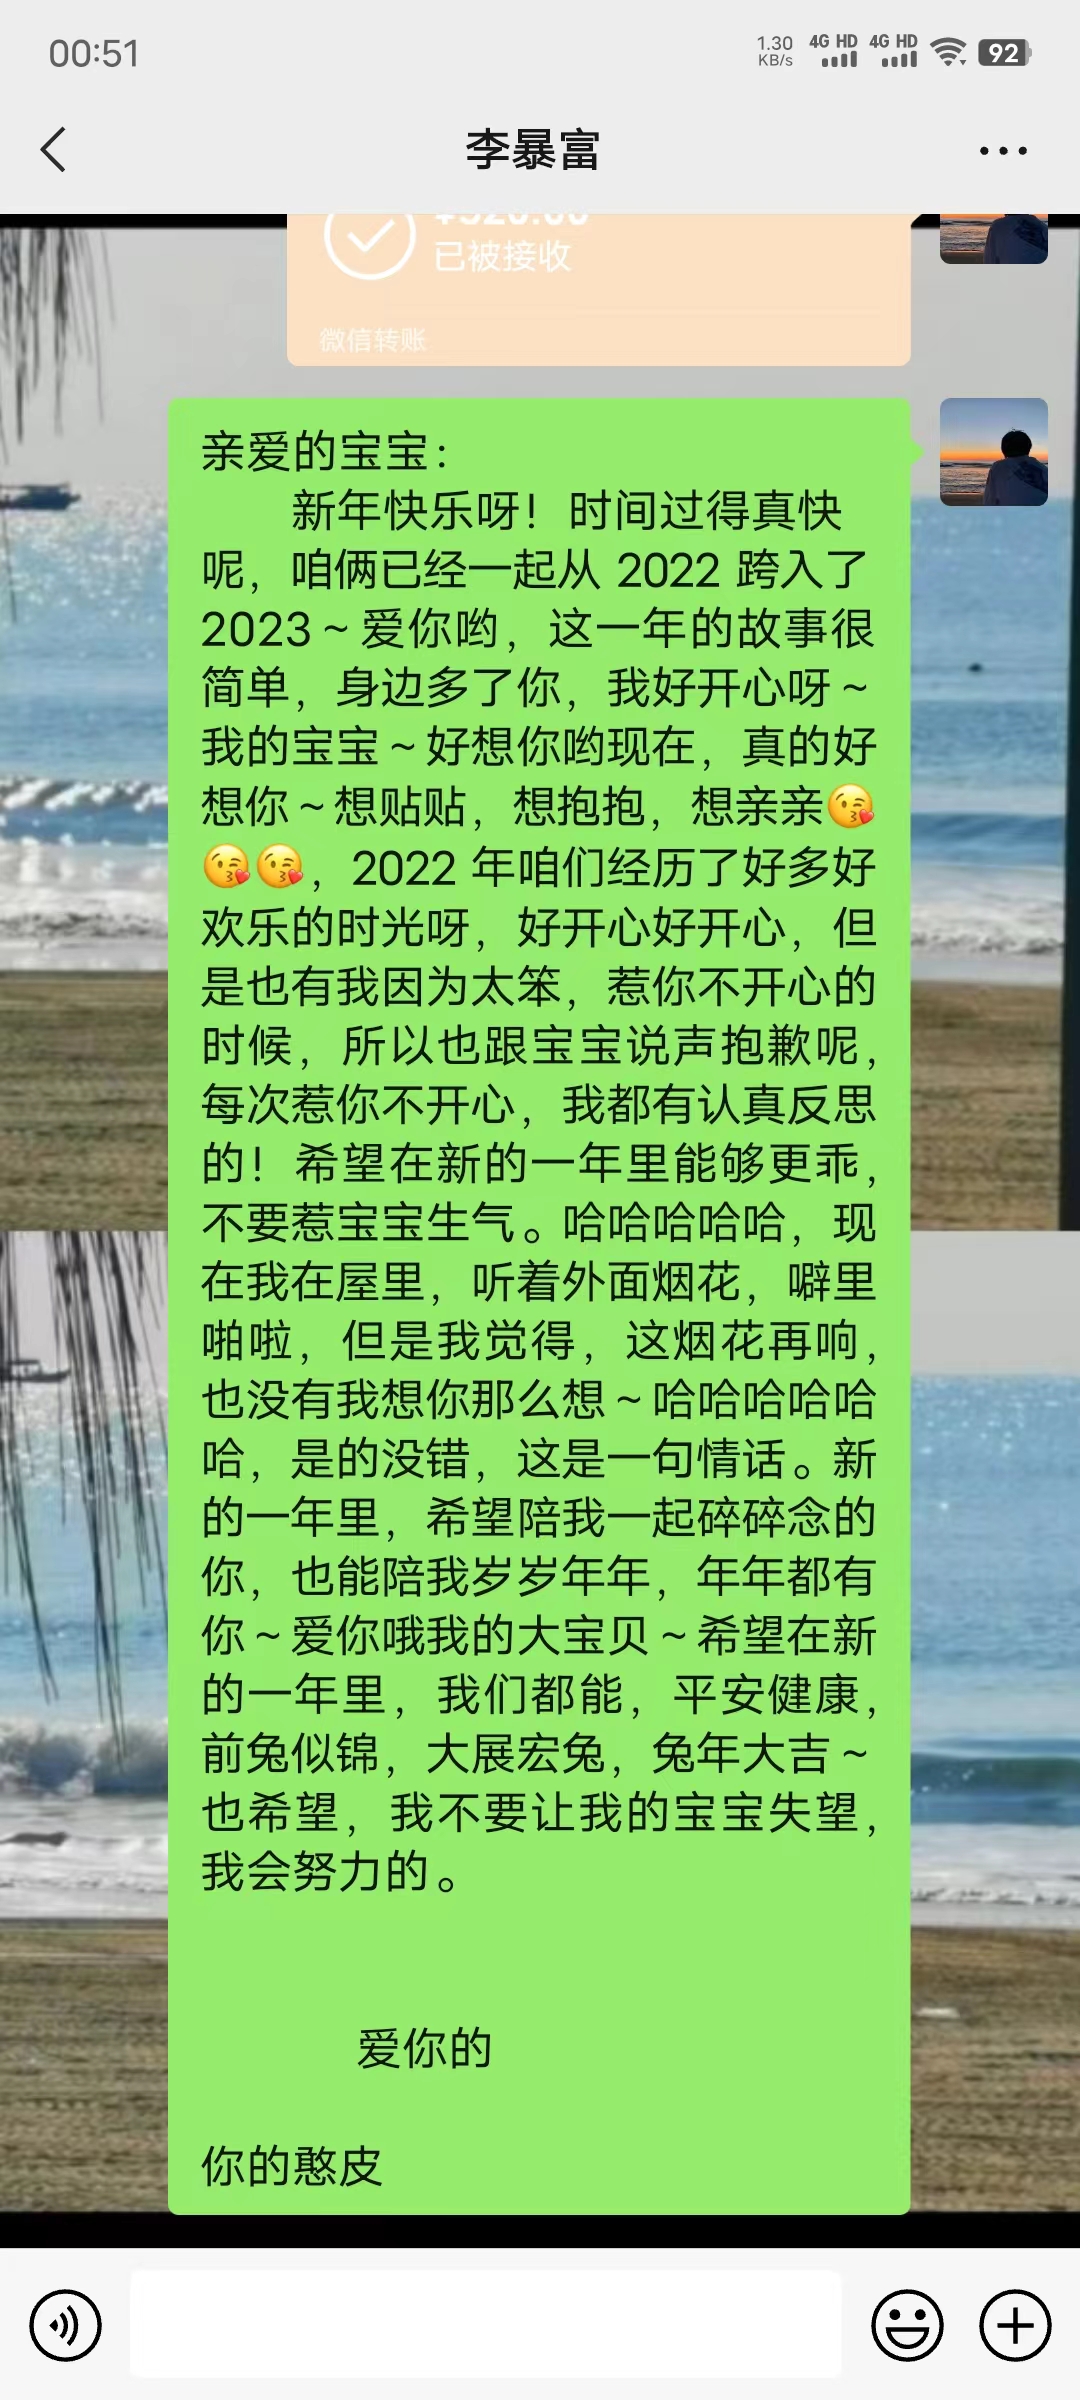 00:51
1.30 KB/s 4G HD 4G HD 92
李暴富
已被接收
微信转账
亲爱的宝宝：
新年快乐呀！时间过得真快
呢，咱俩已经一起从 2022 跨入了
2023～爱你哟，这一年的故事很
简单，身边多了你，我好开心呀～
我的宝宝～好想你哟现在，真的好
想你～想贴贴，想抱抱，想亲亲😘
😘😘，2022 年咱们经历了好多好
欢乐的时光呀，好开心好开心，但
是也有我因为太笨，惹你不开心的
时候，所以也跟宝宝说声抱歉呢，
每次惹你不开心，我都有认真反思
的！希望在新的一年里能够更乖，
不要惹宝宝生气。哈哈哈哈哈，现
在我在屋里，听着外面烟花，噼里
啪啦，但是我觉得，这烟花再响，
也没有我想你那么想～哈哈哈哈哈
哈，是的没错，这是一句情话。新
的一年里，希望陪我一起碎碎念的
你，也能陪我岁岁年年，年年都有
你～爱你哦我的大宝贝～希望在新
的一年里，我们都能，平安健康，
前兔似锦，大展宏兔，兔年大吉～
也希望，我不要让我的宝宝失望，
我会努力的。
爱你的
你的憨皮